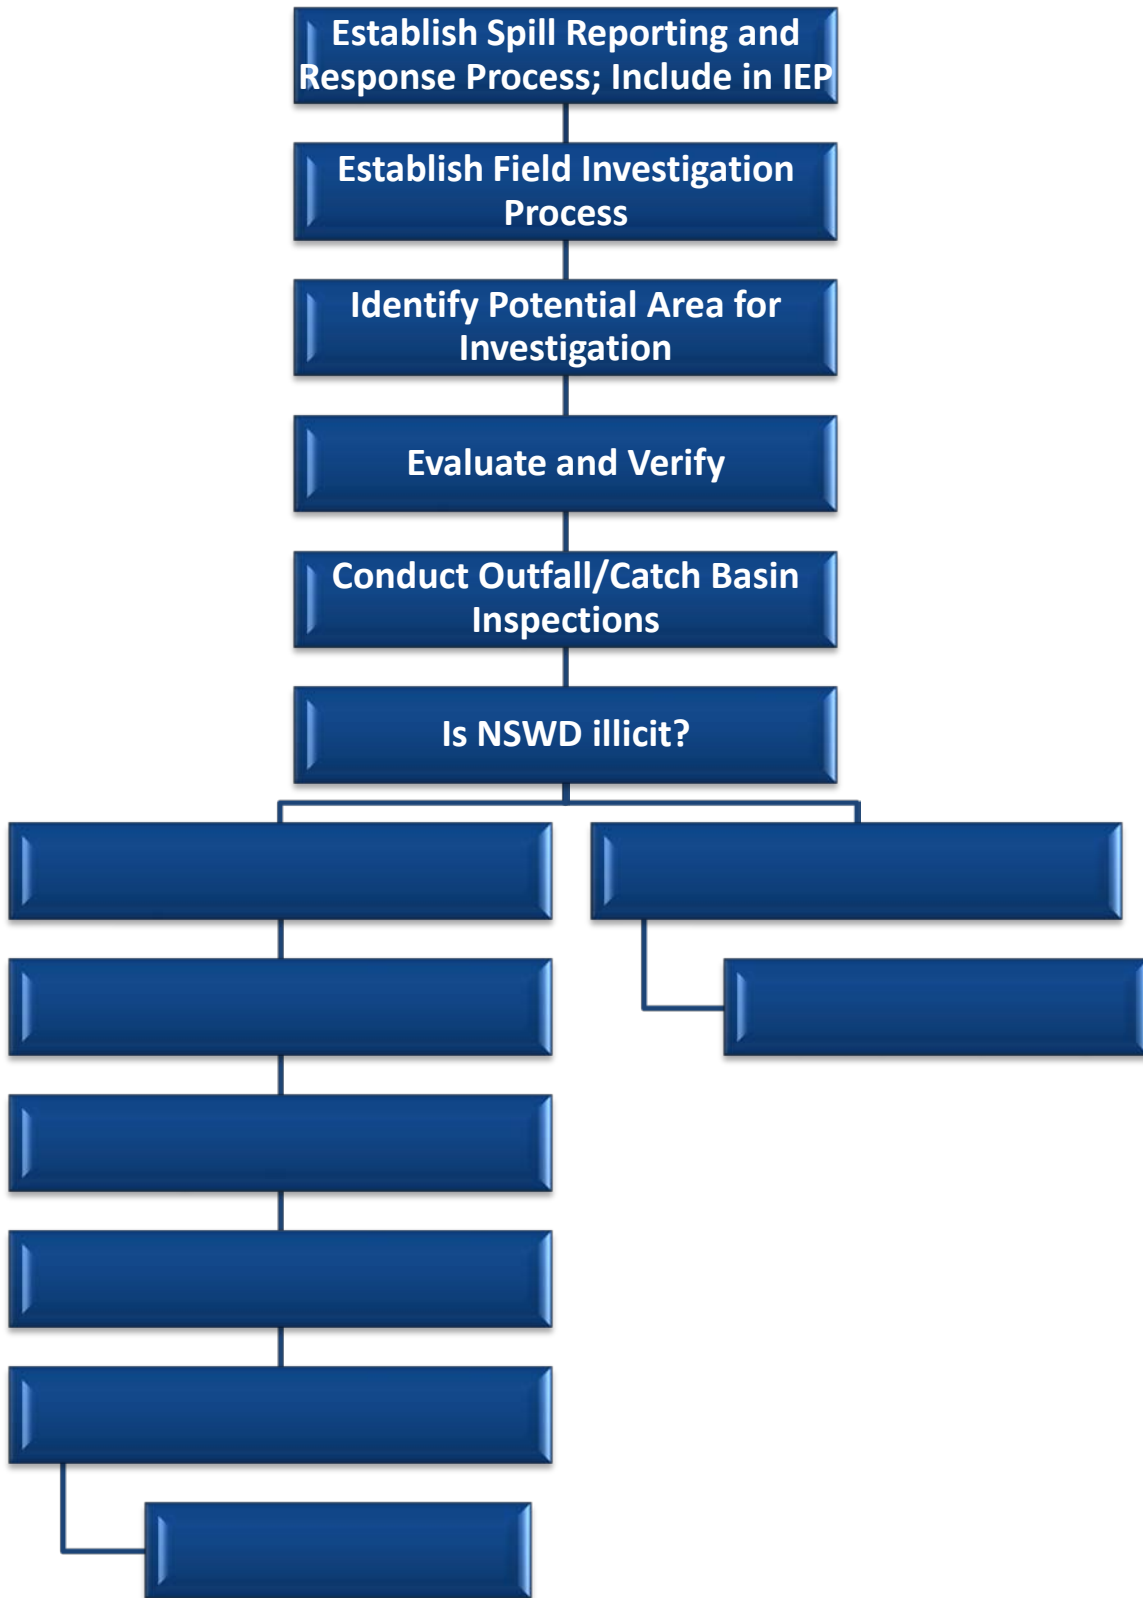 Establish Spill Reporting and
Response Process; Include in IEP
Establish Field Investigation
Process
Identify Potential Area for
Investigation
Evaluate and Verify
Conduct Outfall/Catch Basin
Inspections
Is NSWD illicit?